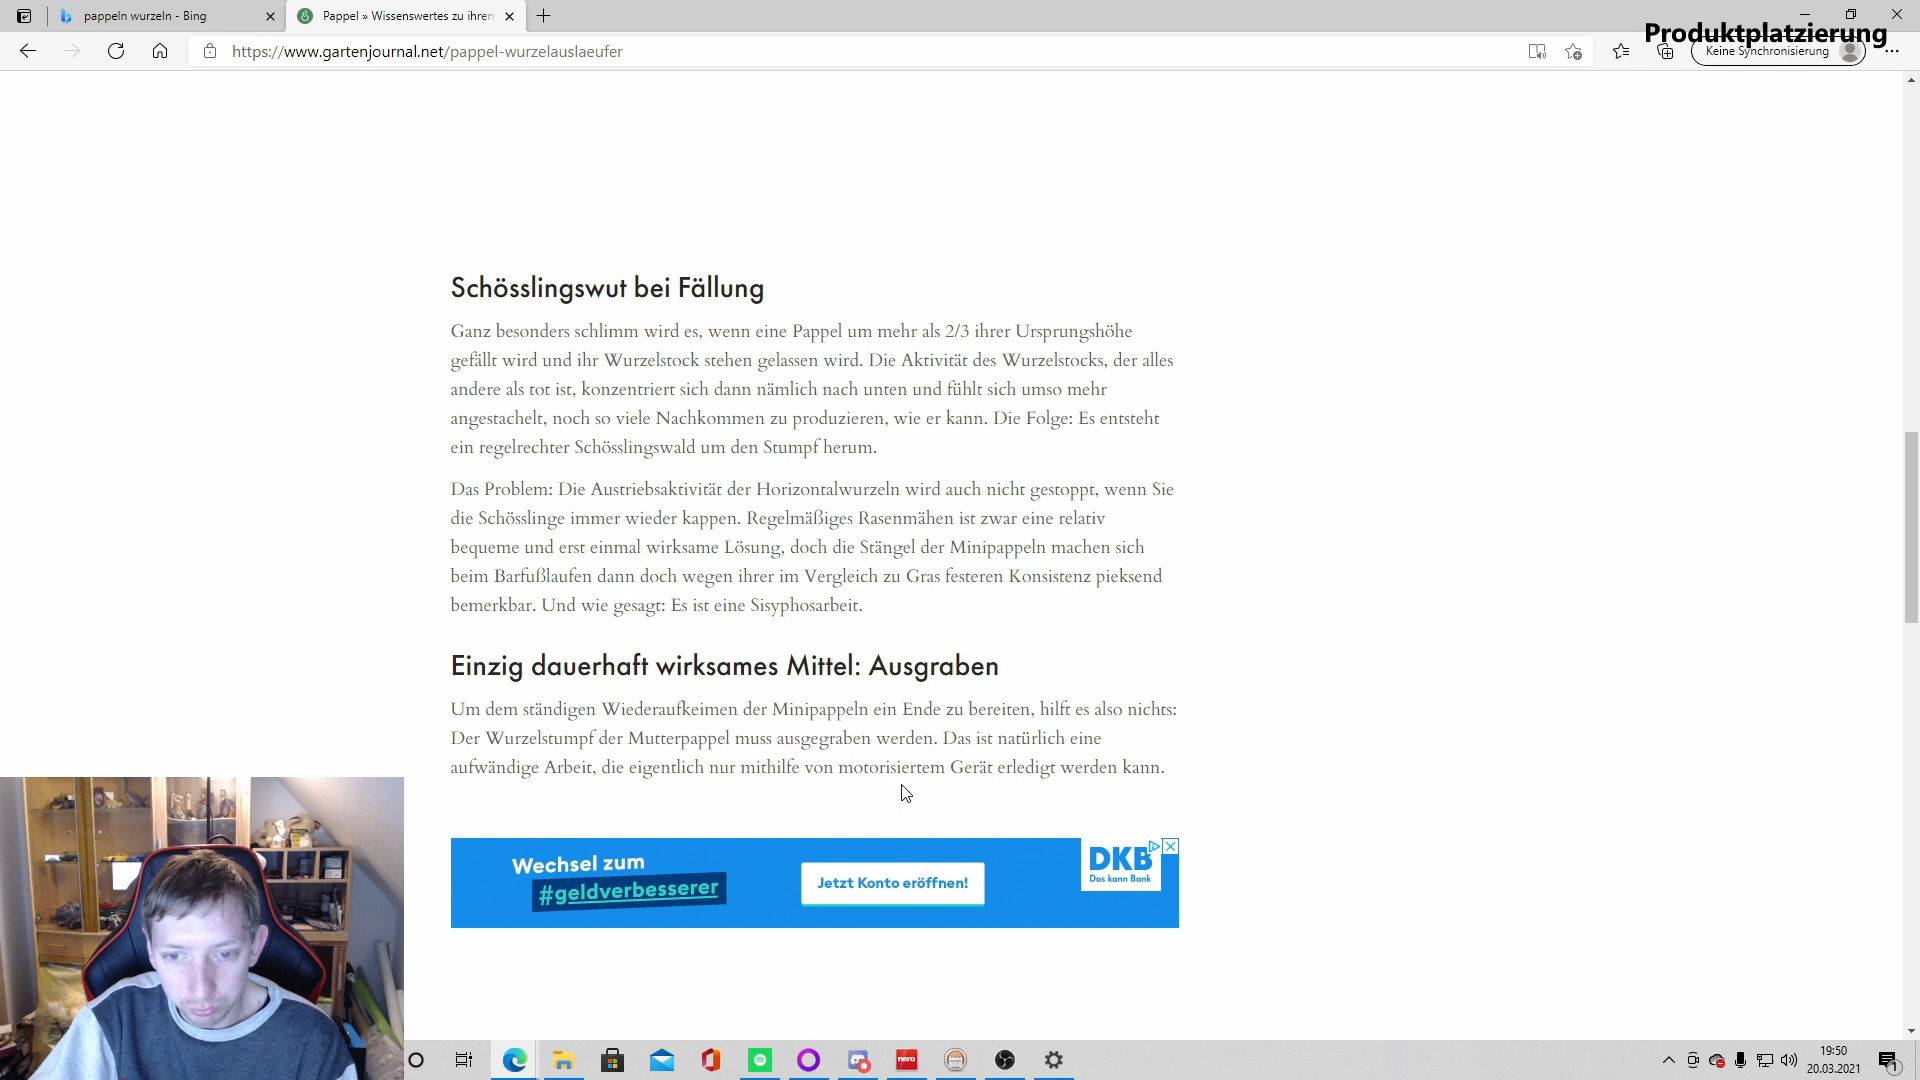 pappeln wurzeln - Bing
Pappel » Wissenswertes zu ihren
Produktplatzierung
https://www.gartenjournal.net/pappel-wurzelauslaeufer
Keine Synchronisierung
Schösslingswut bei Fällung
Ganz besonders schlimm wird es, wenn eine Pappel um mehr als 2/3 ihrer Ursprungshöhe
gefällt wird und ihr Wurzelstock stehen gelassen wird. Die Aktivität des Wurzelstocks, der alles
andere als tot ist, konzentriert sich dann nämlich nach unten und fühlt sich umso mehr
angestachelt, noch so viele Nachkommen zu produzieren, wie er kann. Die Folge: Es entsteht
ein regelrechter Schösslingswald um den Stumpf herum.
Das Problem: Die Austriebsaktivität der Horizontalwurzeln wird auch nicht gestoppt, wenn Sie
die Schösslinge immer wieder kappen. Regelmäßiges Rasenmähen ist zwar eine relativ
bequeme und erst einmal wirksame Lösung, doch die Stängel der Minipappeln machen sich
beim Barfußlaufen dann doch wegen ihrer im Vergleich zu Gras festeren Konsistenz pieksend
bemerkbar. Und wie gesagt: Es ist eine Sisyphosarbeit.
Einzig dauerhaft wirksames Mittel: Ausgraben
Um dem ständigen Wiederaufkeimen der Minipappeln ein Ende zu bereiten, hilft es also nichts:
Der Wurzelstumpf der Mutterpappel muss ausgegraben werden. Das ist natürlich eine
aufwändige Arbeit, die eigentlich nur mithilfe von motorisiertem Gerät erledigt werden kann.
Wechsel zum
#geldverbesserer
Jetzt Konto eröffnen!
DKB
Das kann Bank
nero
19:50
20.03.2021
1